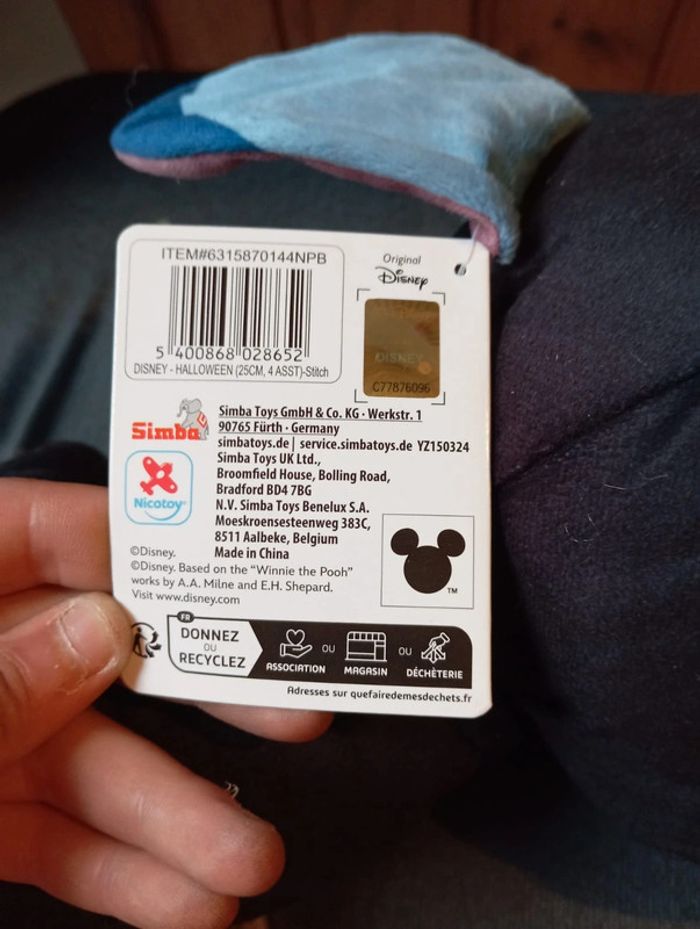 ITEM#6315870144NPB
5 400868 028652
DISNEY - HALLOWEEN (25CM, 4 ASST)-Stitch
Original
Disney
DISNEY
C77876096
Simba
Nicotoy
Simba Toys GmbH & Co. KG · Werkstr. 1
90765 Fürth · Germany
simbatoys.de | service.simbatoys.de YZ150324
Simba Toys UK Ltd.,
Broomfield House, Bolling Road,
Bradford BD4 7BG
N.V. Simba Toys Benelux S.A.
Moeskroensesteenweg 383C,
8511 Aalbeke, Belgium
Made in China
©Disney.
©Disney. Based on the "Winnie the Pooh"
works by A.A. Milne and E.H. Shepard.
Visit www.disney.com
TM
FR
DONNEZ
OU
RECYCLEZ
ASSOCIATION
OU
MAGASIN
OU
DÉCHÈTERIE
Adresses sur quefairedemesdechets.fr